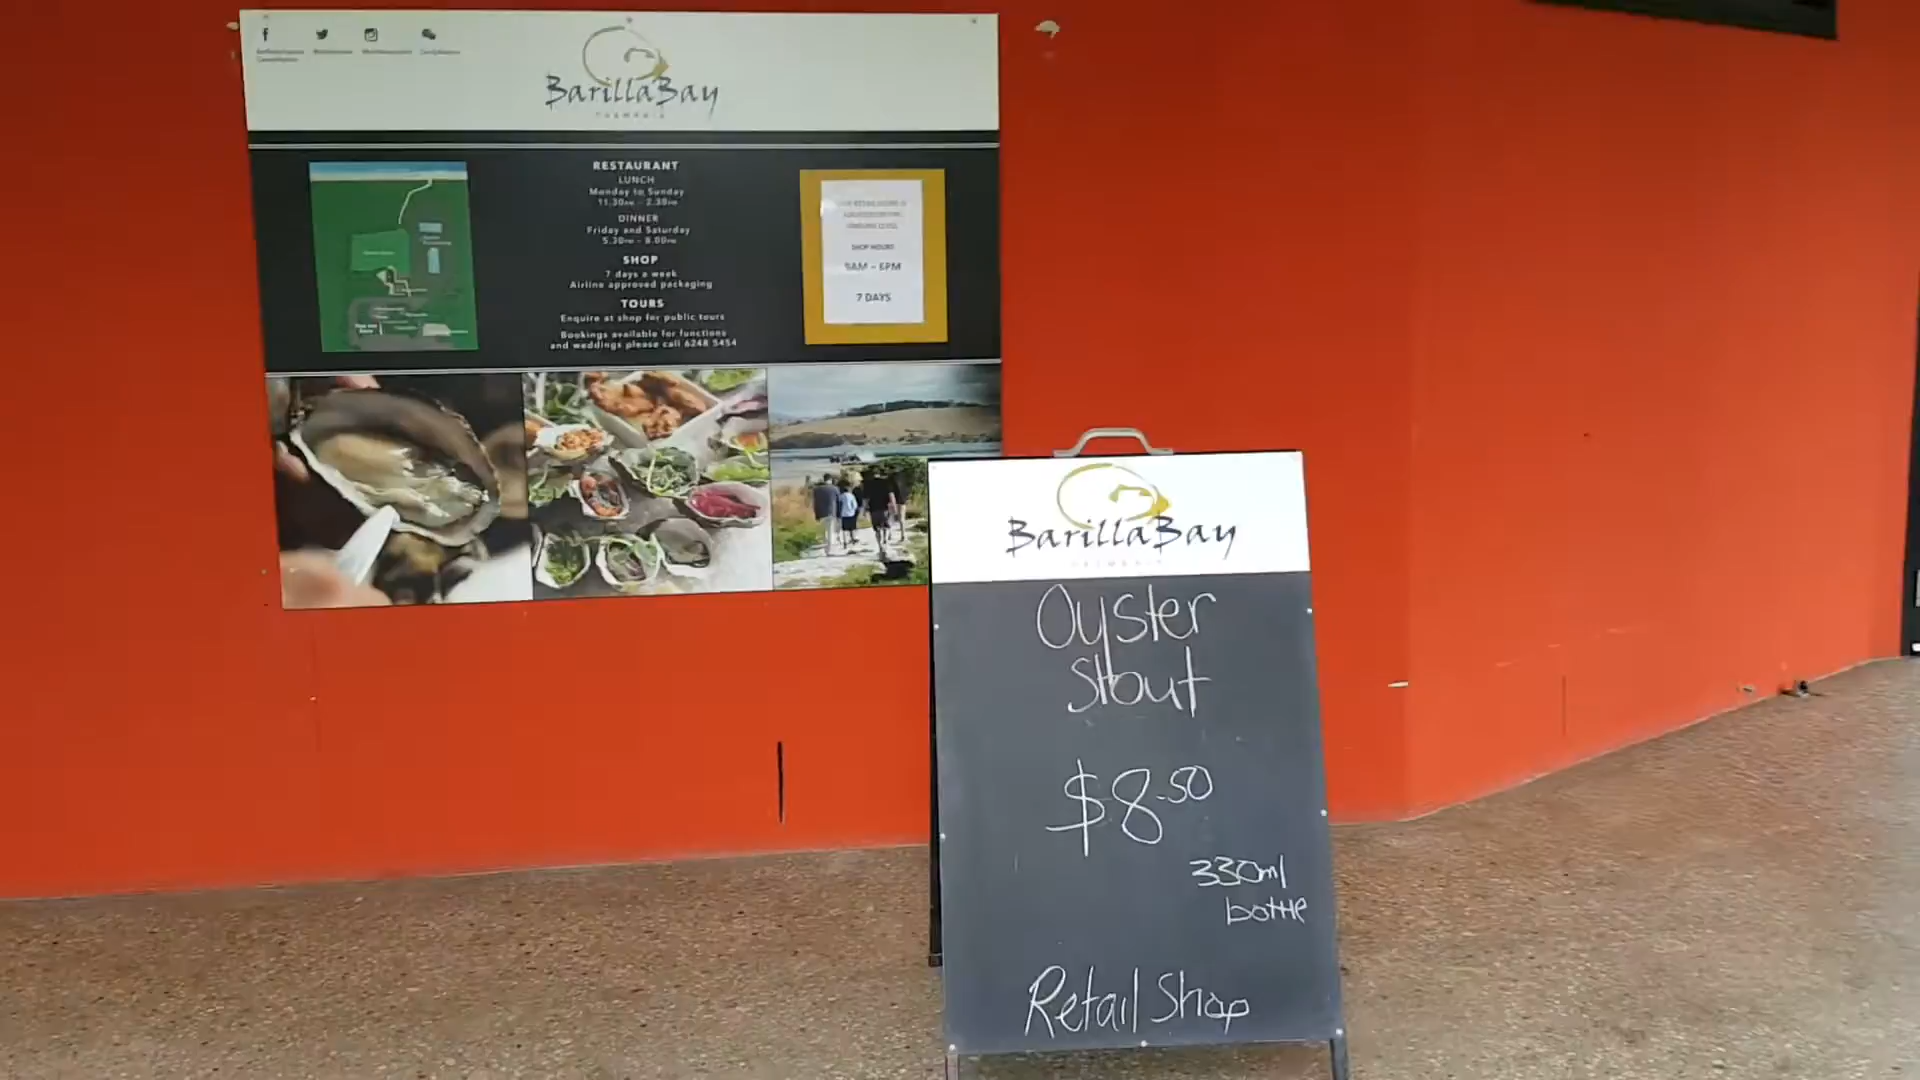 BarillaBay
TASMANIA
RESTAURANT
LUNCH
Monday to Sunday
11.30am - 2.30pm
DINNER
Friday and Saturday
5.30pm - 8.00pm
SHOP
7 days a week
Airline approved packaging
TOURS
Enquire at shop for public tours
Bookings available for functions
and weddings please call 6248 5454
SHOP HOURS
9AM - 6PM
7 DAYS
BarillaBay
TASMANIA
Oyster
Stout
$8.50
330ml
bottle
Retail Shop